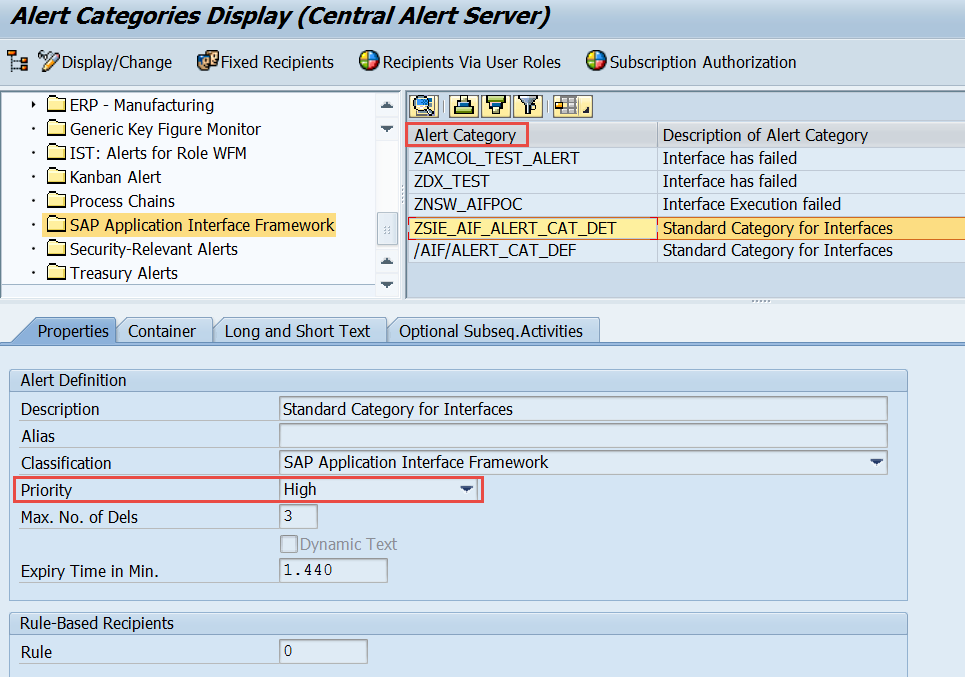 Alert Categories Display (Central Alert Server)
Display/Change Fixed Recipients Recipients Via User Roles Subscription Authorization
ERP - Manufacturing
Generic Key Figure Monitor
IST: Alerts for Role WFM
Kanban Alert
Process Chains
SAP Application Interface Framework
Security-Relevant Alerts
Treasury Alerts
Alert Category Description of Alert Category
ZAMCOL_TEST_ALERT Interface has failed
ZDX_TEST Interface has failed
ZNSW_AIFPOC Interface Execution failed
ZSIE_AIF_ALERT_CAT_DET Standard Category for Interfaces
/AIF/ALERT_CAT_DEF Standard Category for Interfaces
Properties Container Long and Short Text Optional Subseq.Activities
Alert Definition
Description Standard Category for Interfaces
Alias
Classification SAP Application Interface Framework
Priority High
Max. No. of Dels 3
Dynamic Text
Expiry Time in Min. 1.440
Rule-Based Recipients
Rule 0